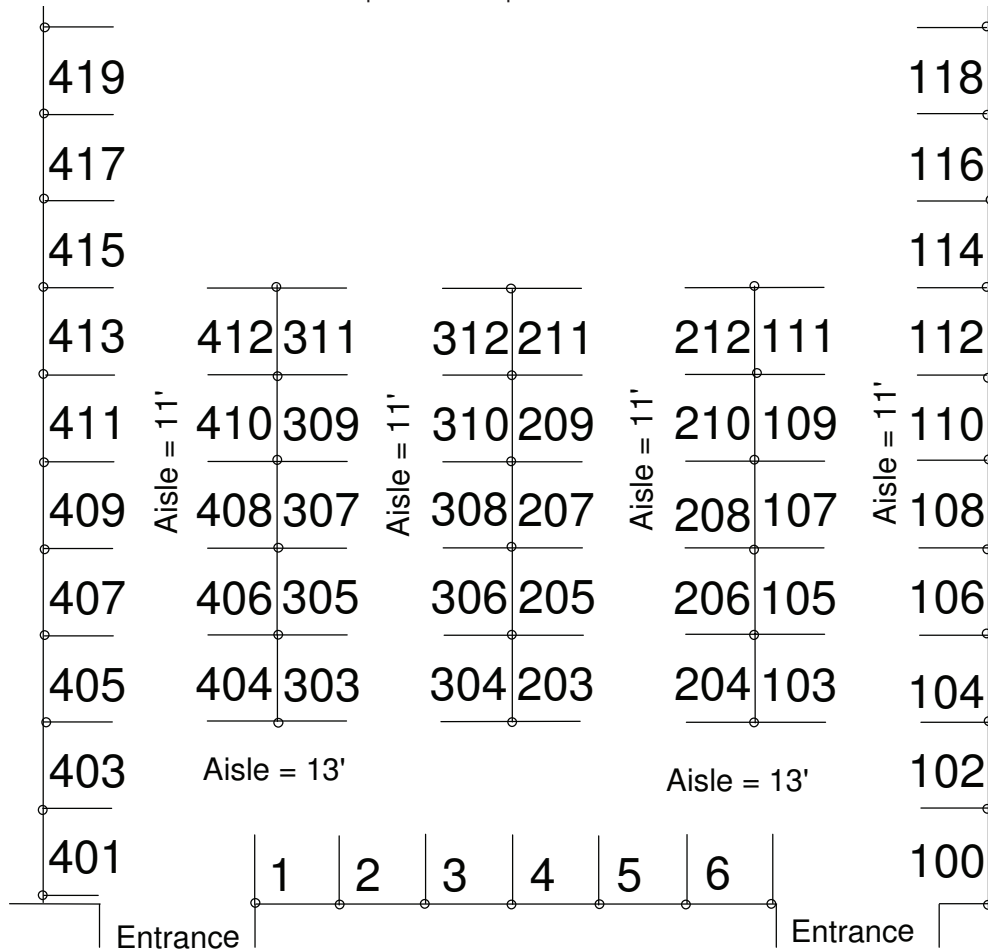 419 118
417 116
415 114
413 412 311 312 211 212 111 112
411 Aisle = 11' 410 309 Aisle = 11' 310 209 Aisle = 11' 210 109 Aisle = 11' 110
409 408 307 308 207 208 107 108
407 406 305 306 205 206 105 106
405 404 303 304 203 204 103 104
403 Aisle = 13' Aisle = 13' 102
401 1 2 3 4 5 6 100
Entrance Entrance